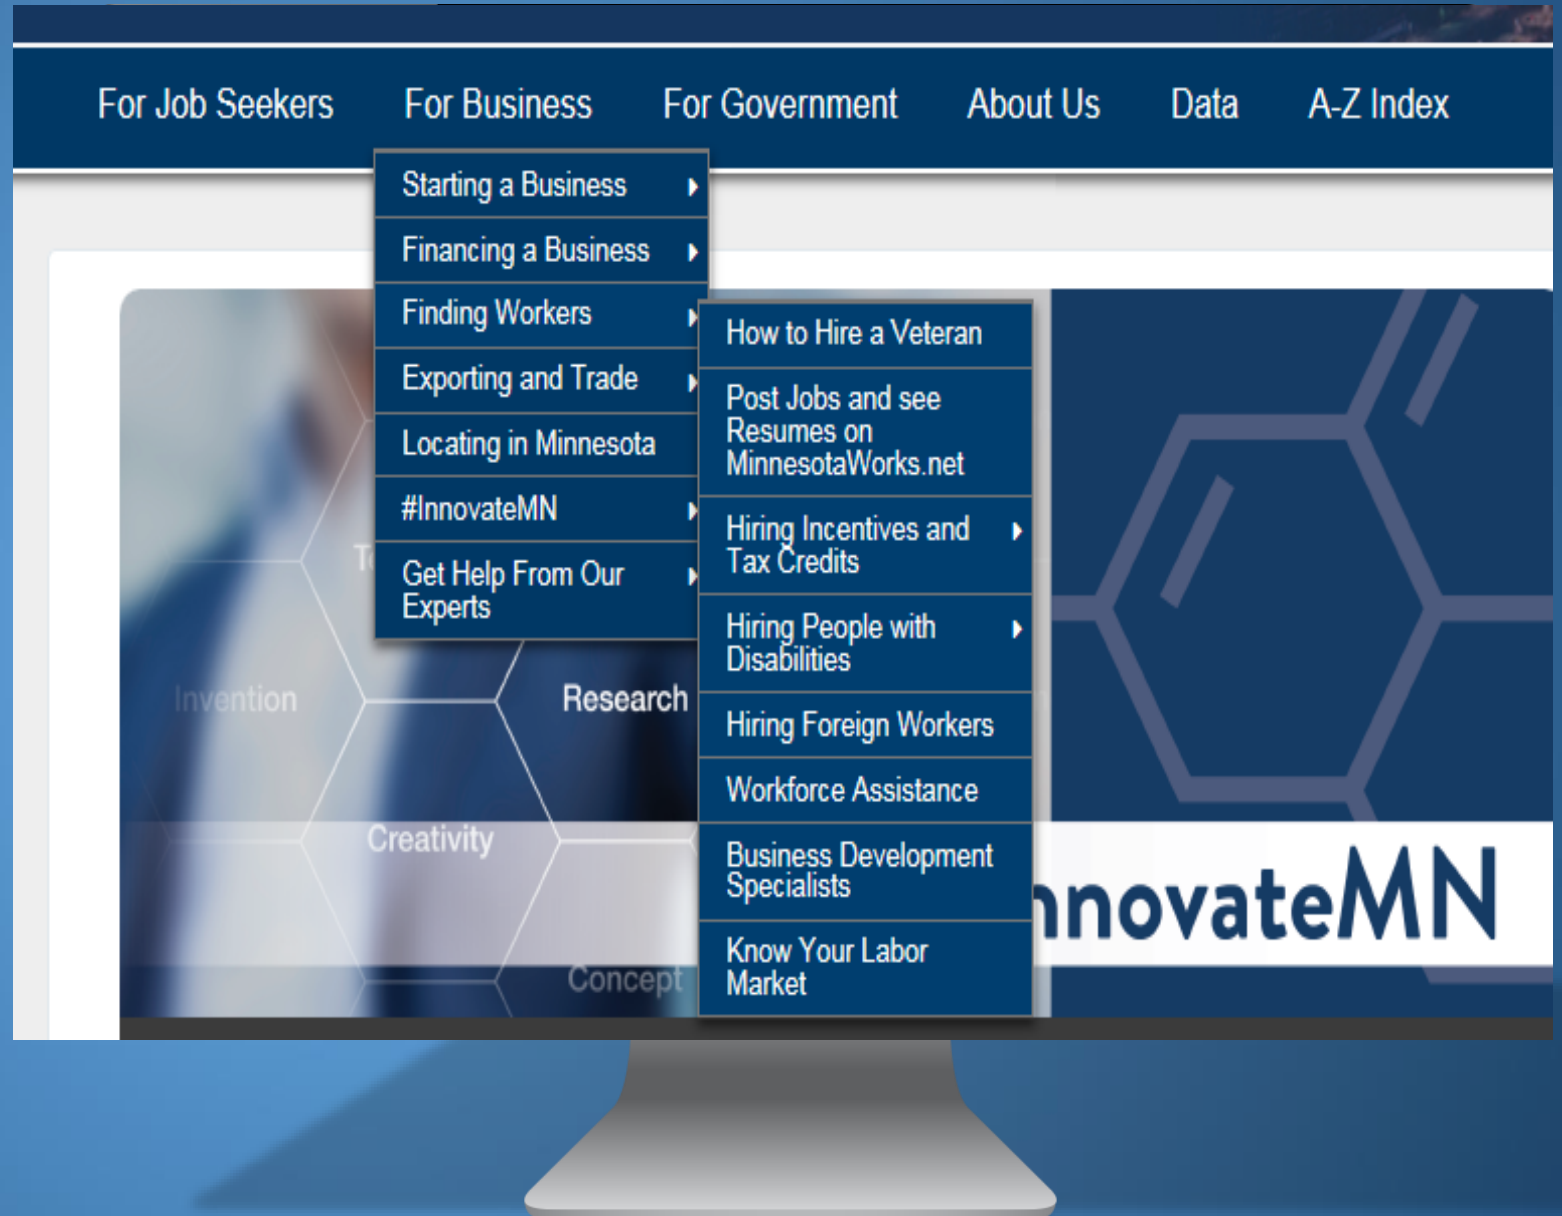 For Job Seekers
For Business
For Government
About Us
Data
A-Z Index
Starting a Business
Financing a Business
Finding Workers
Exporting and Trade
Locating in Minnesota
#InnovateMN
Get Help From Our
Experts
How to Hire a Veteran
Post Jobs and see
Resumes on
MinnesotaWorks.net
Hiring Incentives and
Tax Credits
Hiring People with
Disabilities
Hiring Foreign Workers
Workforce Assistance
Business Development
Specialists
Know Your Labor
Market
Invention
Research
Creativity
Concept
nnovateMN